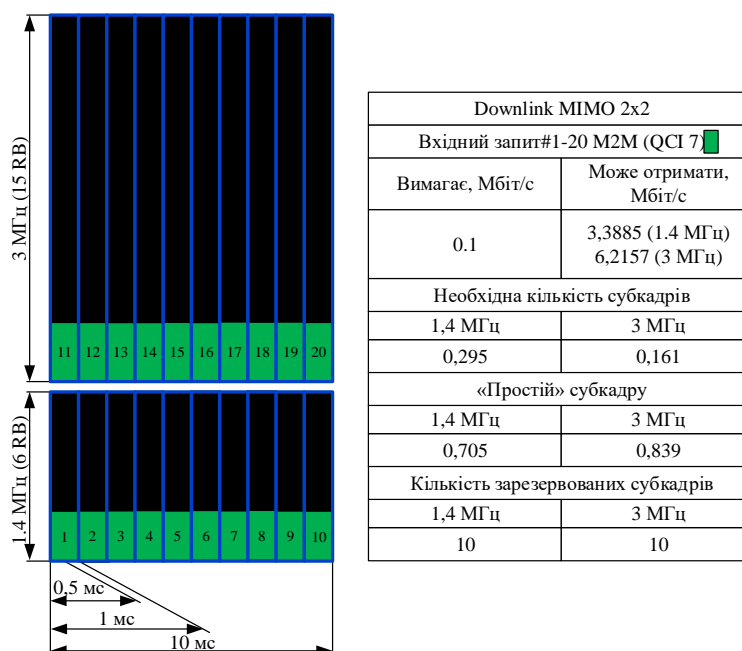 3 МГц (15 RB)
11 12 13 14 15 16 17 18 19 20
1.4 МГц (6 RB)
1 2 3 4 5 6 7 8 9 10
0,5 мс
1 мс
10 мс
Downlink MIMO 2x2
Вхідний запит#1-20 M2M (QCI 7)
Вимагає, Мбіт/с
Може отримати,
Мбіт/с
0.1
3,3885 (1.4 МГц)
6,2157 (3 МГц)
Необхідна кількість субкадрів
1,4 МГц 3 МГц
0,295 0,161
«Простій» субкадру
1,4 МГц 3 МГц
0,705 0,839
Кількість зарезервованих субкадрів
1,4 МГц 3 МГц
10 10